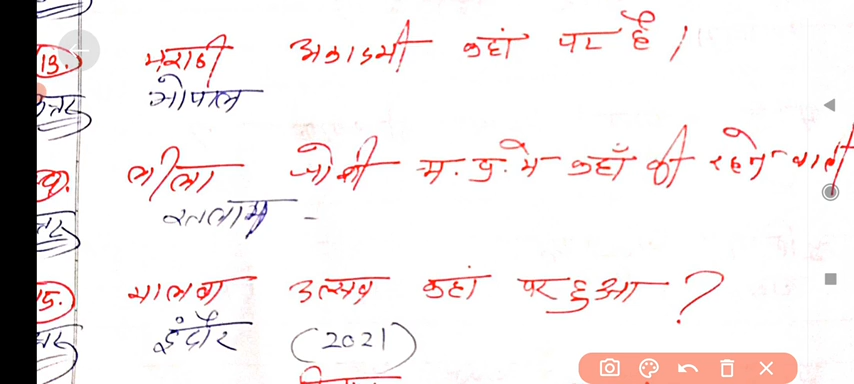 13. मराठी अकादमी कहां पर है।
उत्तर भोपाल
लीला जोशी म.प्र. में कहाँ की रहने वाली
उत्तर रतलाम -
15. मालवा उत्सव कहां पर हुआ ?
उत्तर इंदौर (2021)